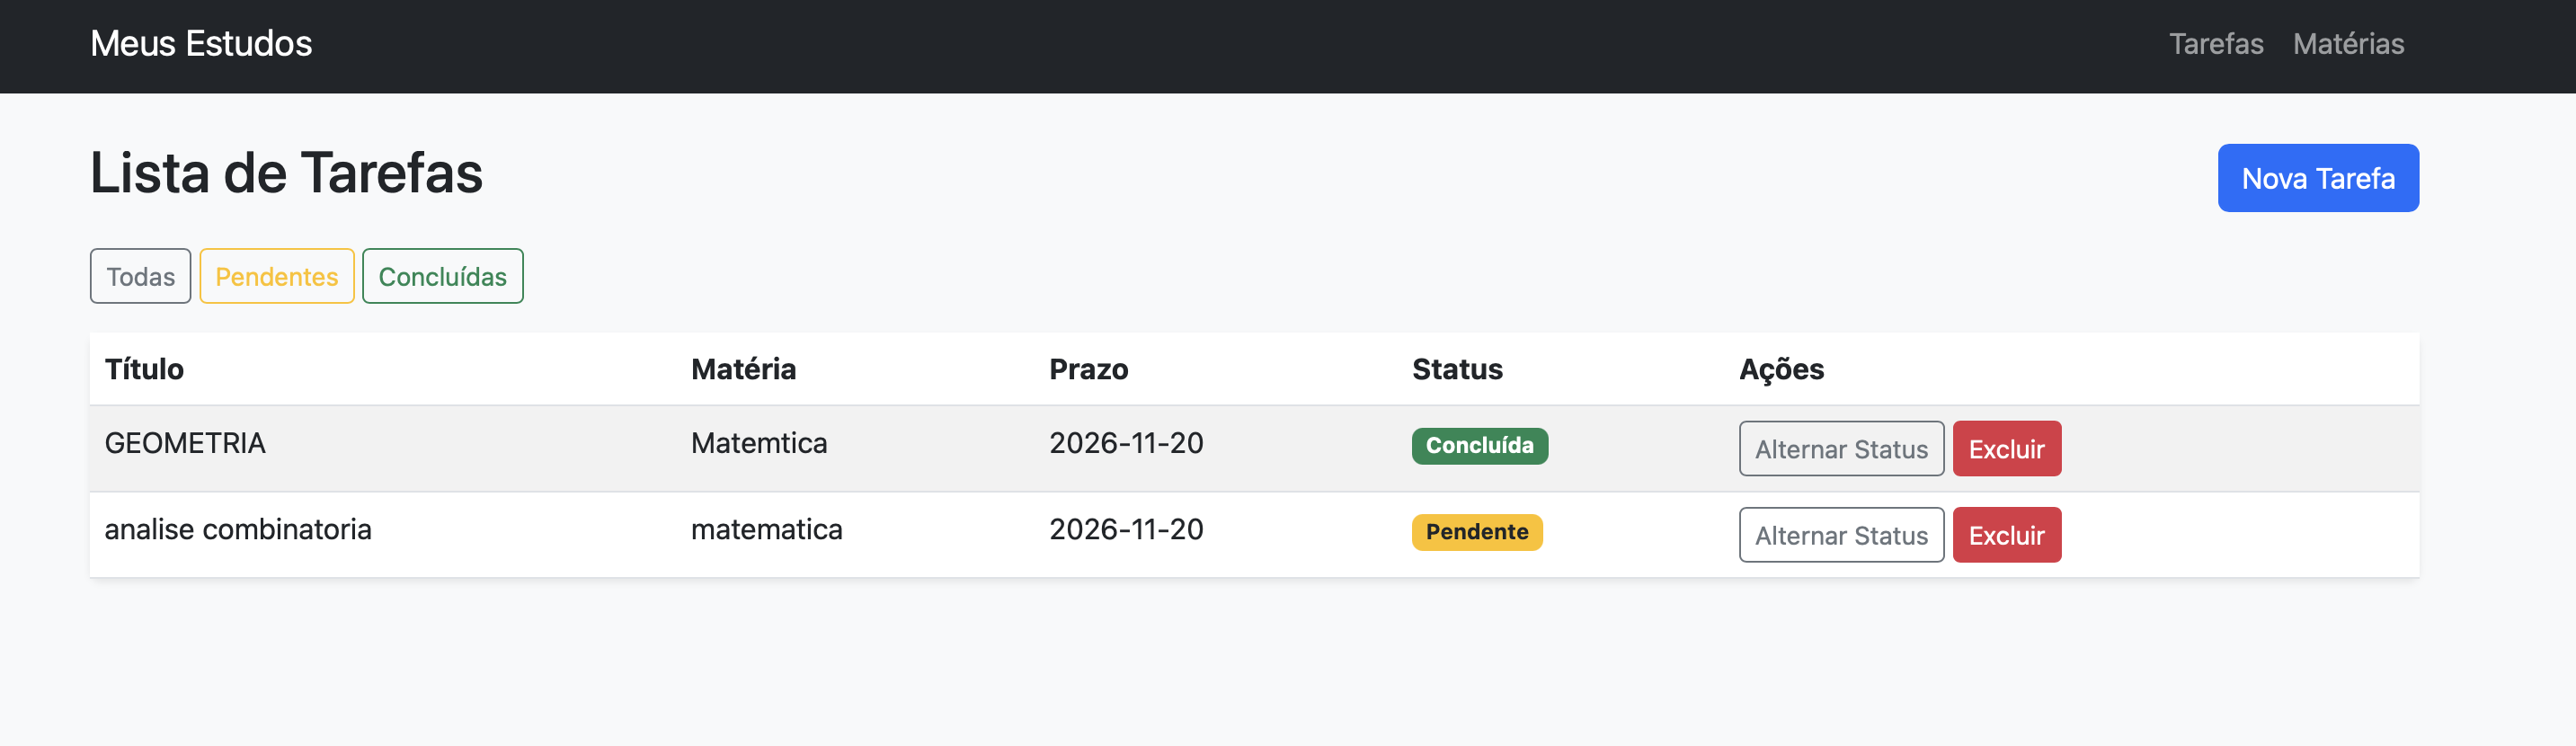 Meus Estudos Tarefas Matérias
Lista de Tarefas Nova Tarefa
Todas Pendentes Concluídas
Título Matéria Prazo Status Ações
GEOMETRIA Matemtica 2026-11-20 Concluída Alternar Status Excluir
analise combinatoria matematica 2026-11-20 Pendente Alternar Status Excluir